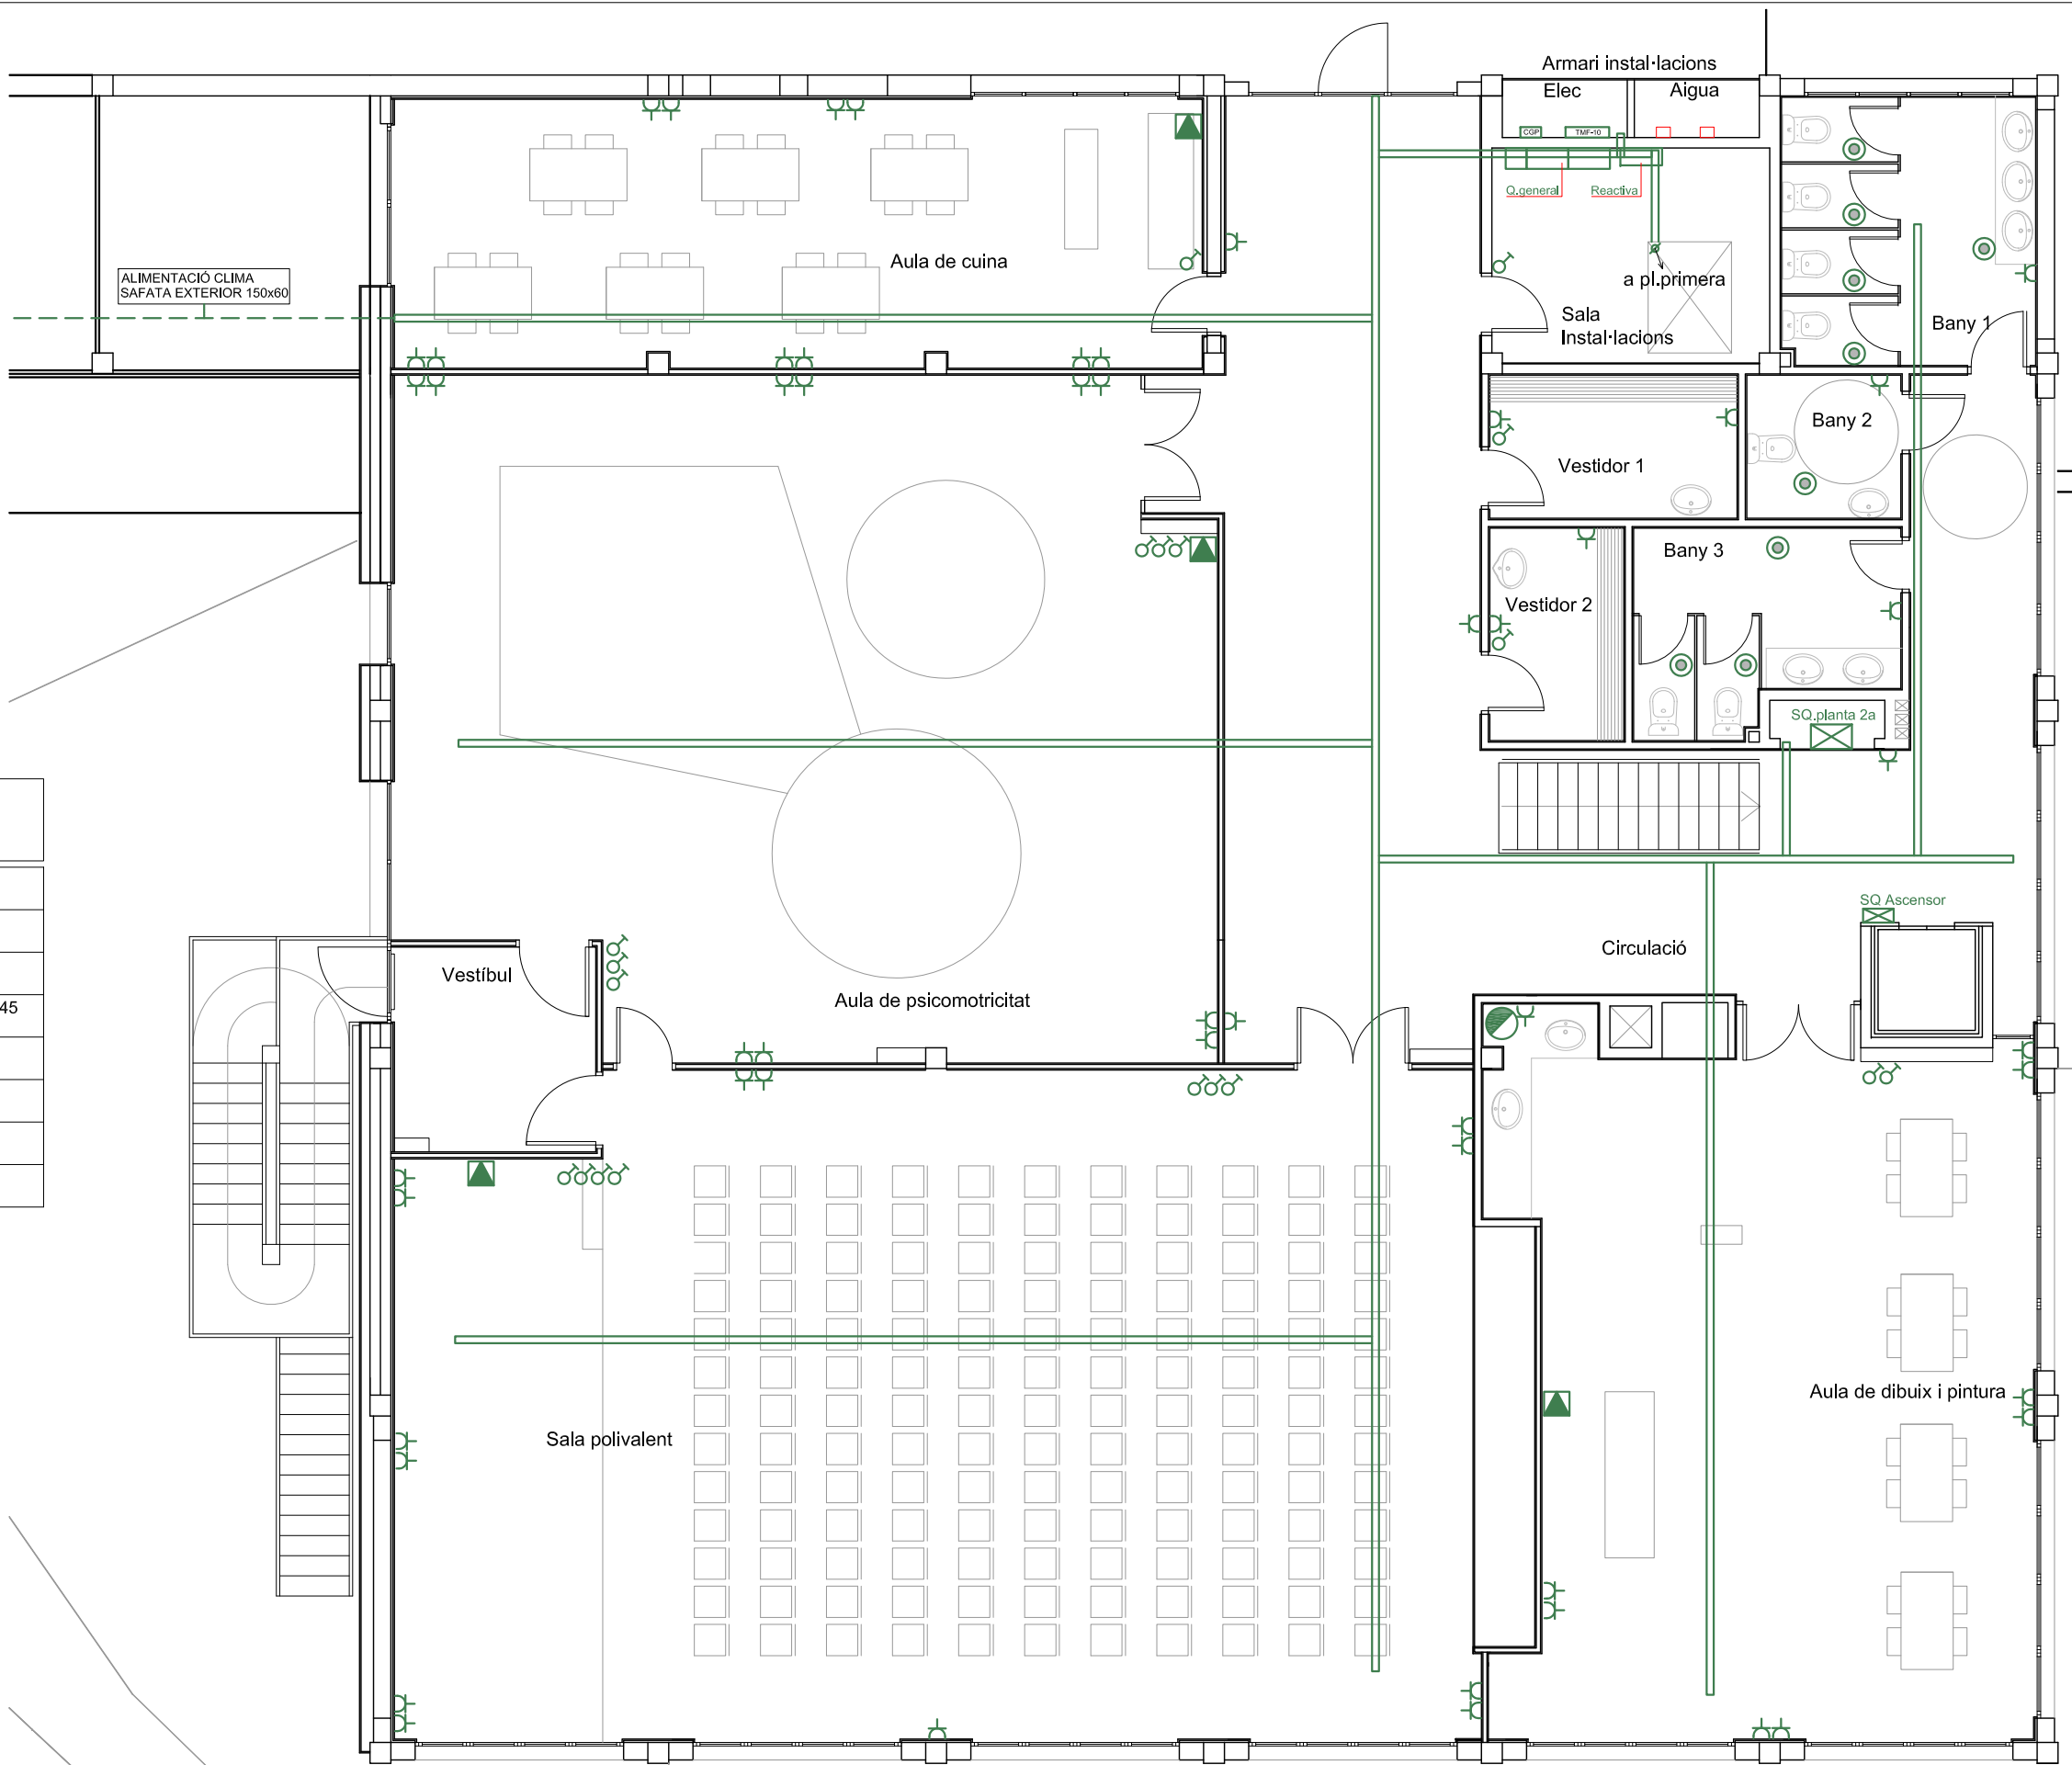 Armari instal·lacions
Elec
Aigua
CGP
TMF-10
Q.general
Reactiva
Aula de cuina
ALIMENTACIÓ CLIMA
SAFATA EXTERIOR 150x60
a pl.primera
Sala
Instal·lacions
Bany 1
Bany 2
Vestidor 1
Bany 3
Vestidor 2
SQ.planta 2a
SQ Ascensor
Circulació
Vestíbul
Aula de psicomotricitat
45
Aula de dibuix i pintura
Sala polivalent